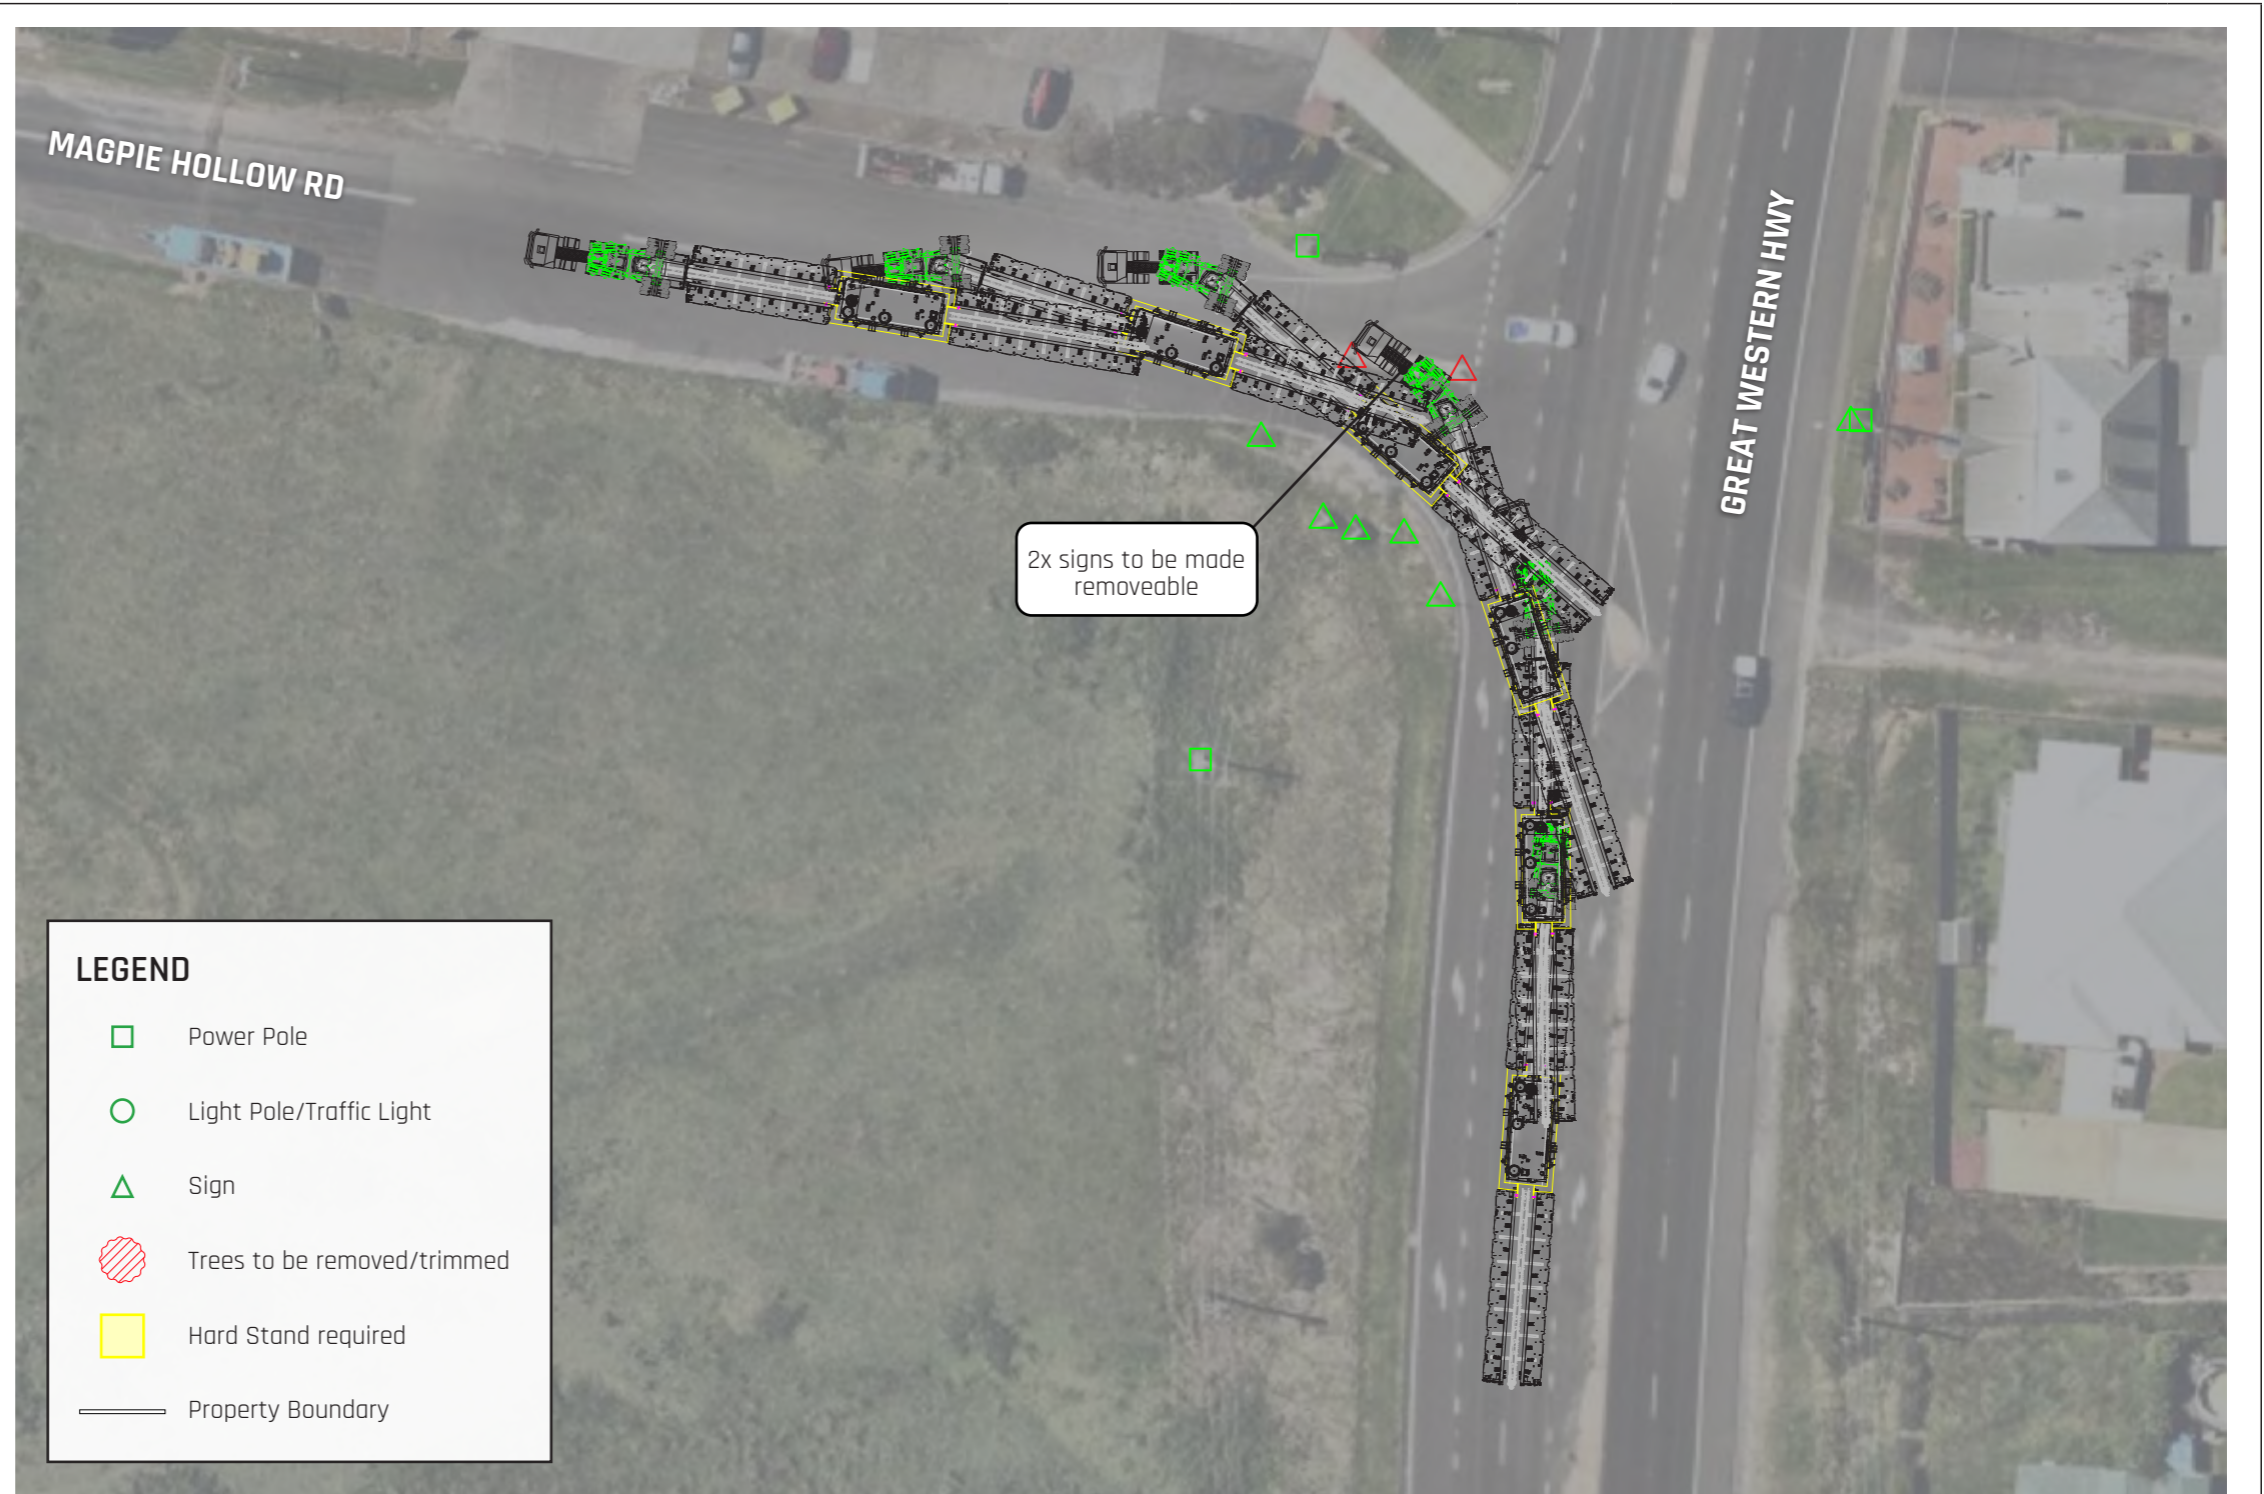 MAGPIE HOLLOW RD
GREAT WESTERN HWY
2x signs to be made
removeable
LEGEND
Power Pole
Light Pole/Traffic Light
Sign
Trees to be removed/trimmed
Hard Stand required
Property Boundary